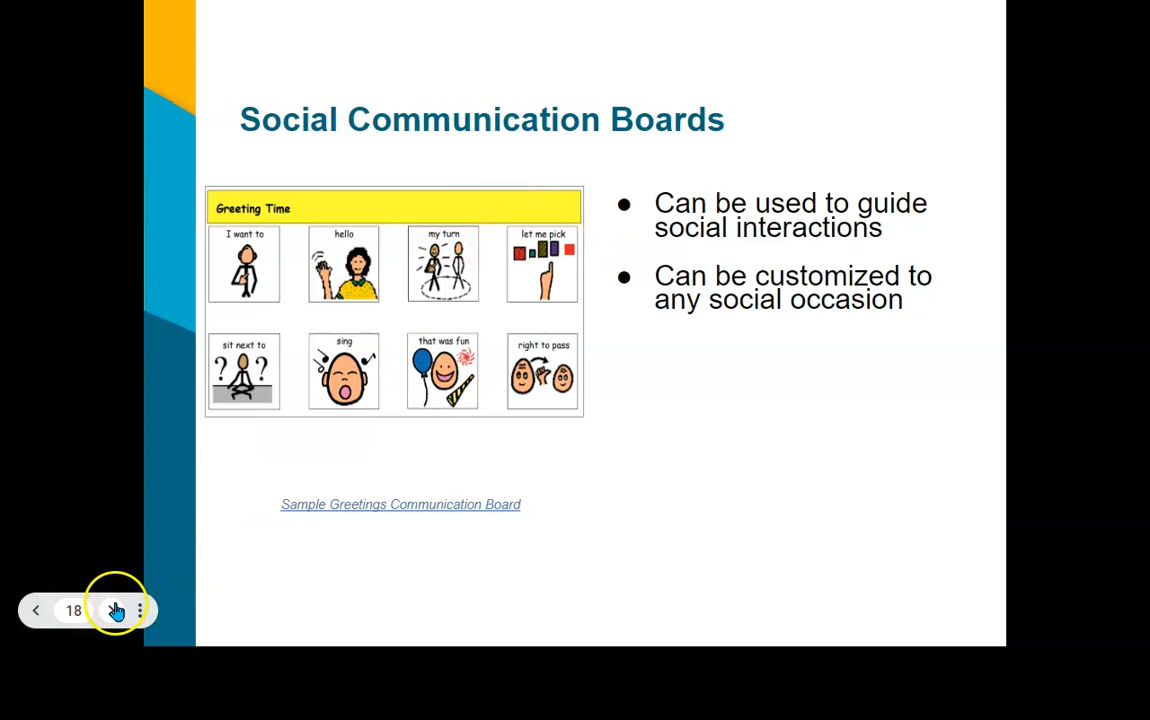 Social Communication Boards
Greeting Time
I want to
hello
my turn
let me pick
sit next to
sing
that was fun
right to pass
Sample Greetings Communication Board
● Can be used to guide
social interactions
● Can be customized to
any social occasion
18